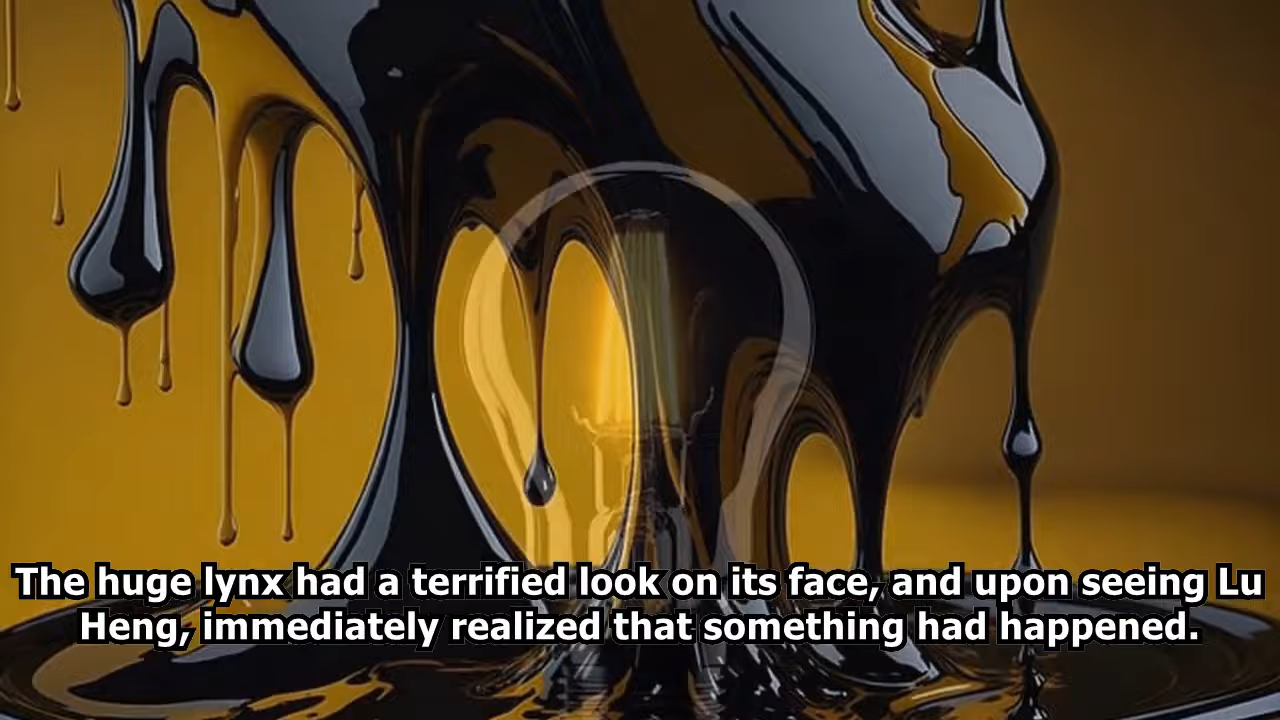 The huge lynx had a terrified look on its face, and upon seeing Lu
Heng, immediately realized that something had happened.